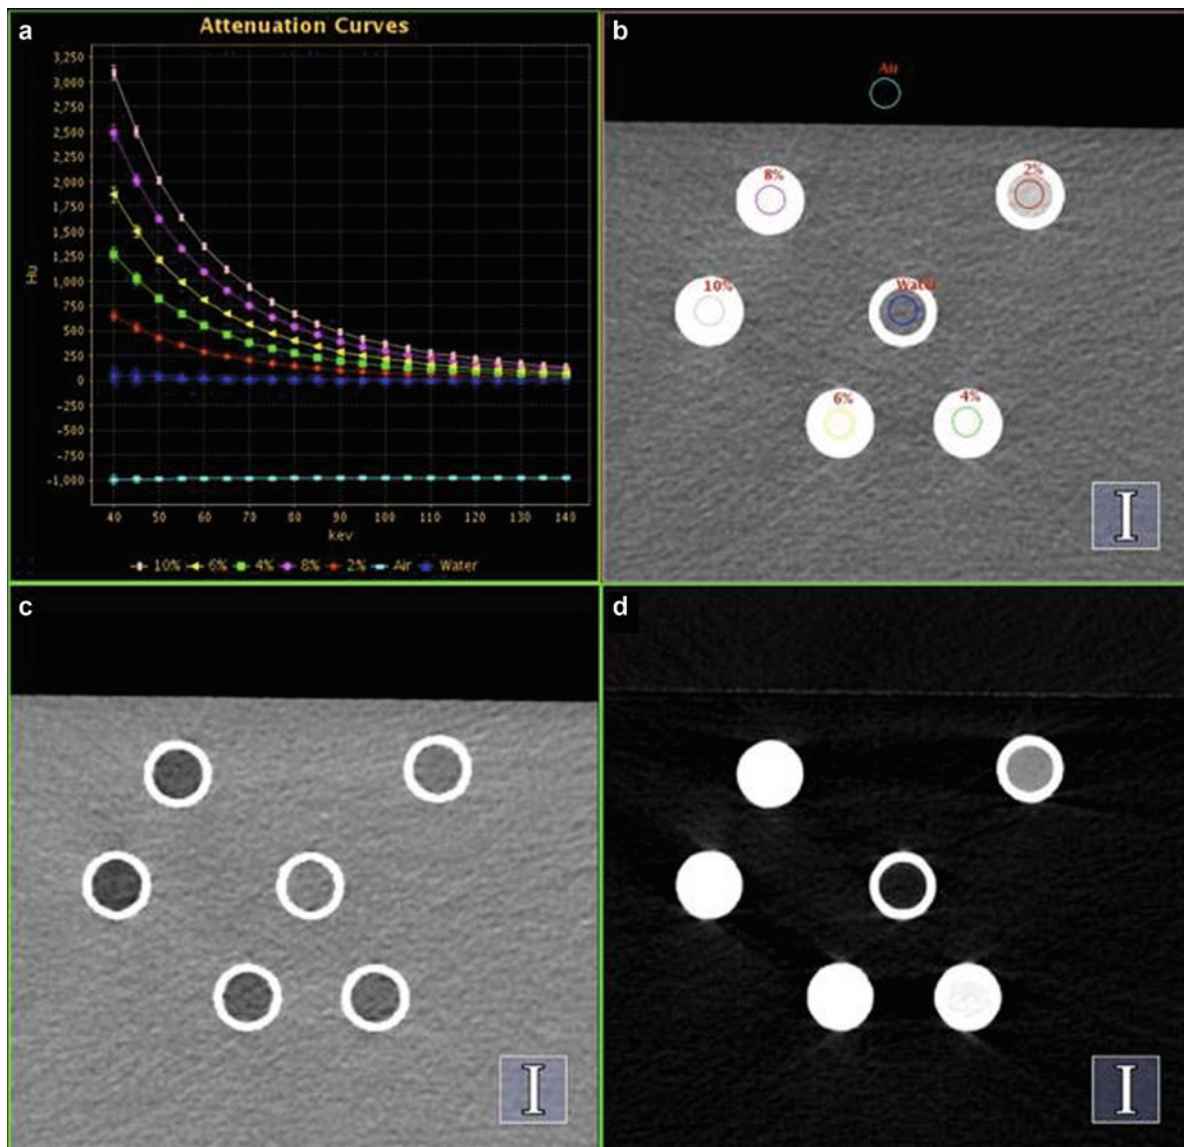 a
Attenuation Curves
3,250
3,000
2,750
2,500
2,250
2,000
1,750
1,500
1,250
1,000
750
500
250
0
-250
-500
-750
-1,000
Hu
40 50 60 70 80 90 100 110 120 130 140
kev
10% 6% 4% 8% 2% Air Water
b
Air
8%
2%
10%
Water
6%
4%
I
c
I
d
I